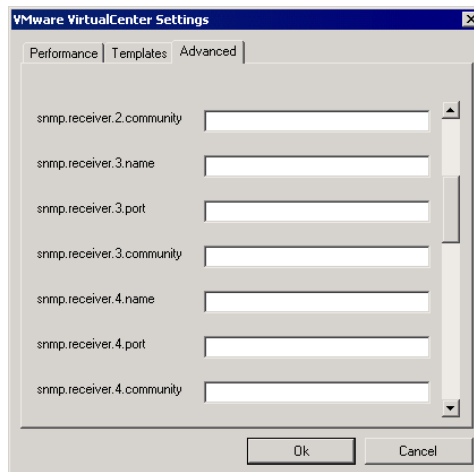 VMware VirtualCenter Settings
Performance Templates Advanced
snmp.receiver.2.community
snmp.receiver.3.name
snmp.receiver.3.port
snmp.receiver.3.community
snmp.receiver.4.name
snmp.receiver.4.port
snmp.receiver.4.community
Ok Cancel